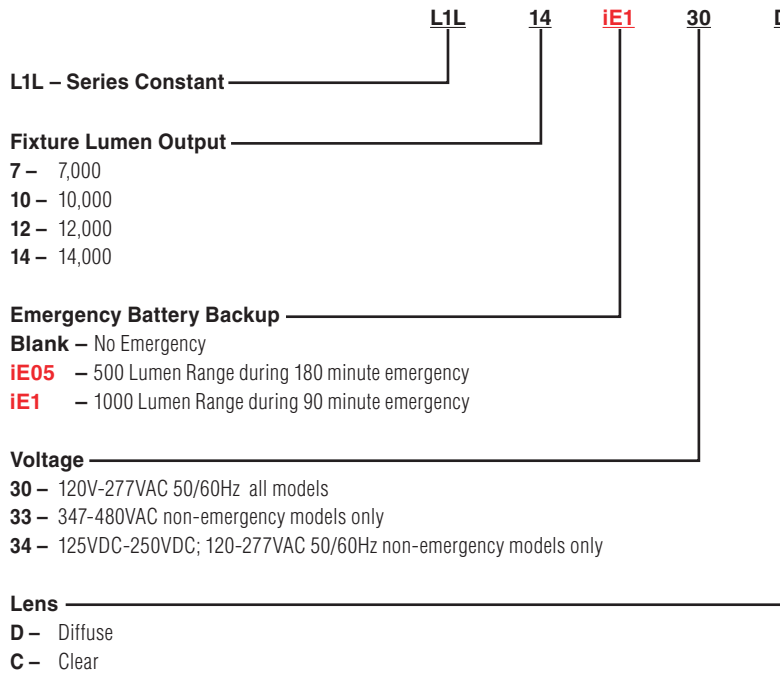 L1L 14 iE1 30
L1L – Series Constant
Fixture Lumen Output
7 – 7,000
10 – 10,000
12 – 12,000
14 – 14,000
Emergency Battery Backup
Blank – No Emergency
iE05 – 500 Lumen Range during 180 minute emergency
iE1 – 1000 Lumen Range during 90 minute emergency
Voltage
30 – 120V-277VAC 50/60Hz all models
33 – 347-480VAC non-emergency models only
34 – 125VDC-250VDC; 120-277VAC 50/60Hz non-emergency models only
Lens
D – Diffuse
C – Clear